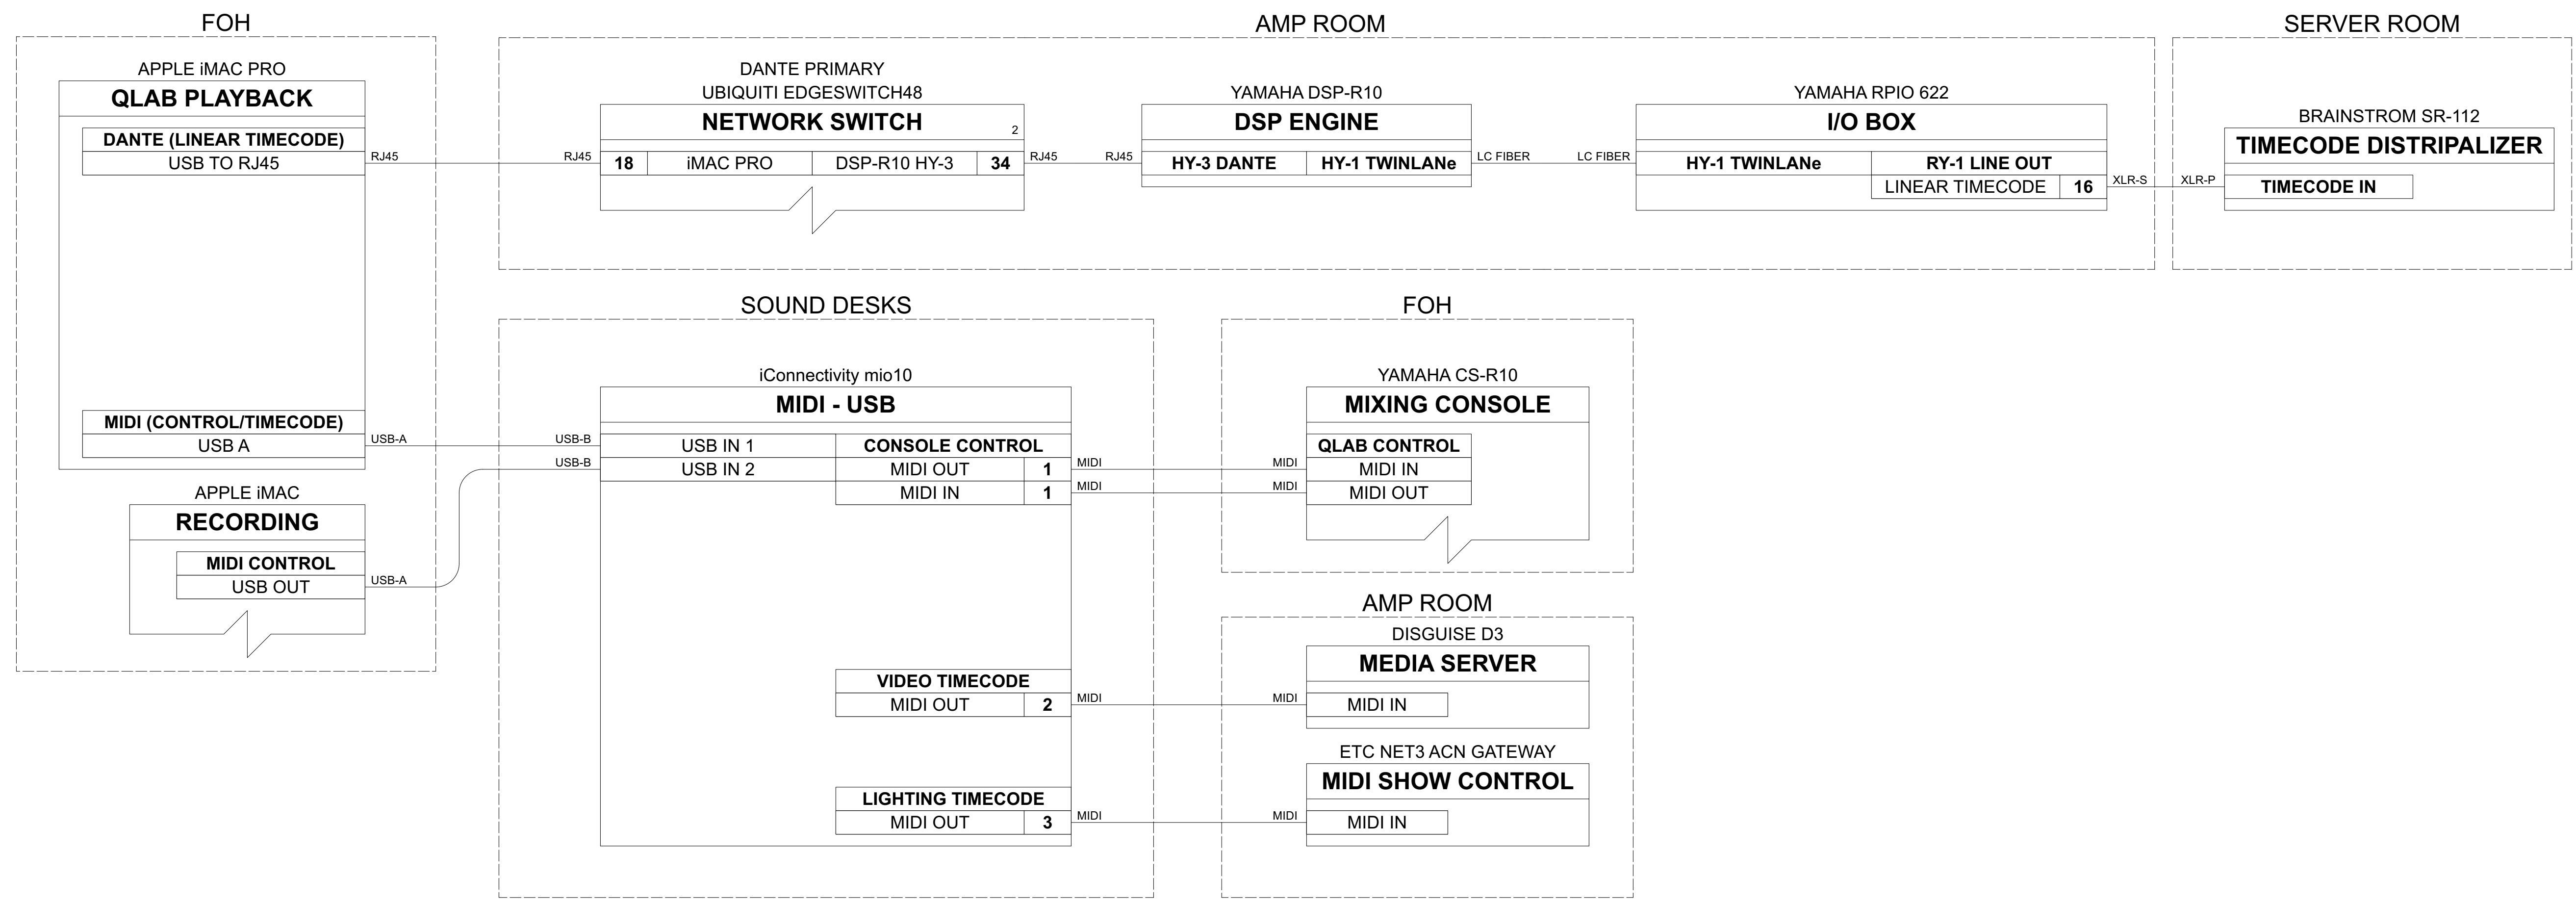 FOH
APPLE iMAC PRO
QLAB PLAYBACK
DANTE (LINEAR TIMECODE)
USB TO RJ45
RJ45
MIDI (CONTROL/TIMECODE)
USB A
USB-A
APPLE iMAC
RECORDING
MIDI CONTROL
USB OUT
USB-A
AMP ROOM
DANTE PRIMARY
UBIQUITI EDGESWITCH48
NETWORK SWITCH
2
RJ45
18 iMAC PRO DSP-R10 HY-3 34
RJ45
YAMAHA DSP-R10
DSP ENGINE
RJ45
HY-3 DANTE HY-1 TWINLANe
LC FIBER
YAMAHA RPIO 622
I/O BOX
LC FIBER
HY-1 TWINLANe RY-1 LINE OUT
LINEAR TIMECODE 16
XLR-S
SERVER ROOM
BRAINSTROM SR-112
TIMECODE DISTRIPALIZER
XLR-P
TIMECODE IN
SOUND DESKS
iConnectivity mio10
MIDI - USB
USB-B
USB IN 1 CONSOLE CONTROL
USB-B
USB IN 2 MIDI OUT 1
MIDI
MIDI IN 1
MIDI
VIDEO TIMECODE
MIDI OUT 2
MIDI
LIGHTING TIMECODE
MIDI OUT 3
MIDI
FOH
YAMAHA CS-R10
MIXING CONSOLE
QLAB CONTROL
MIDI
MIDI IN
MIDI
MIDI OUT
AMP ROOM
DISGUISE D3
MEDIA SERVER
MIDI
MIDI IN
ETC NET3 ACN GATEWAY
MIDI SHOW CONTROL
MIDI
MIDI IN